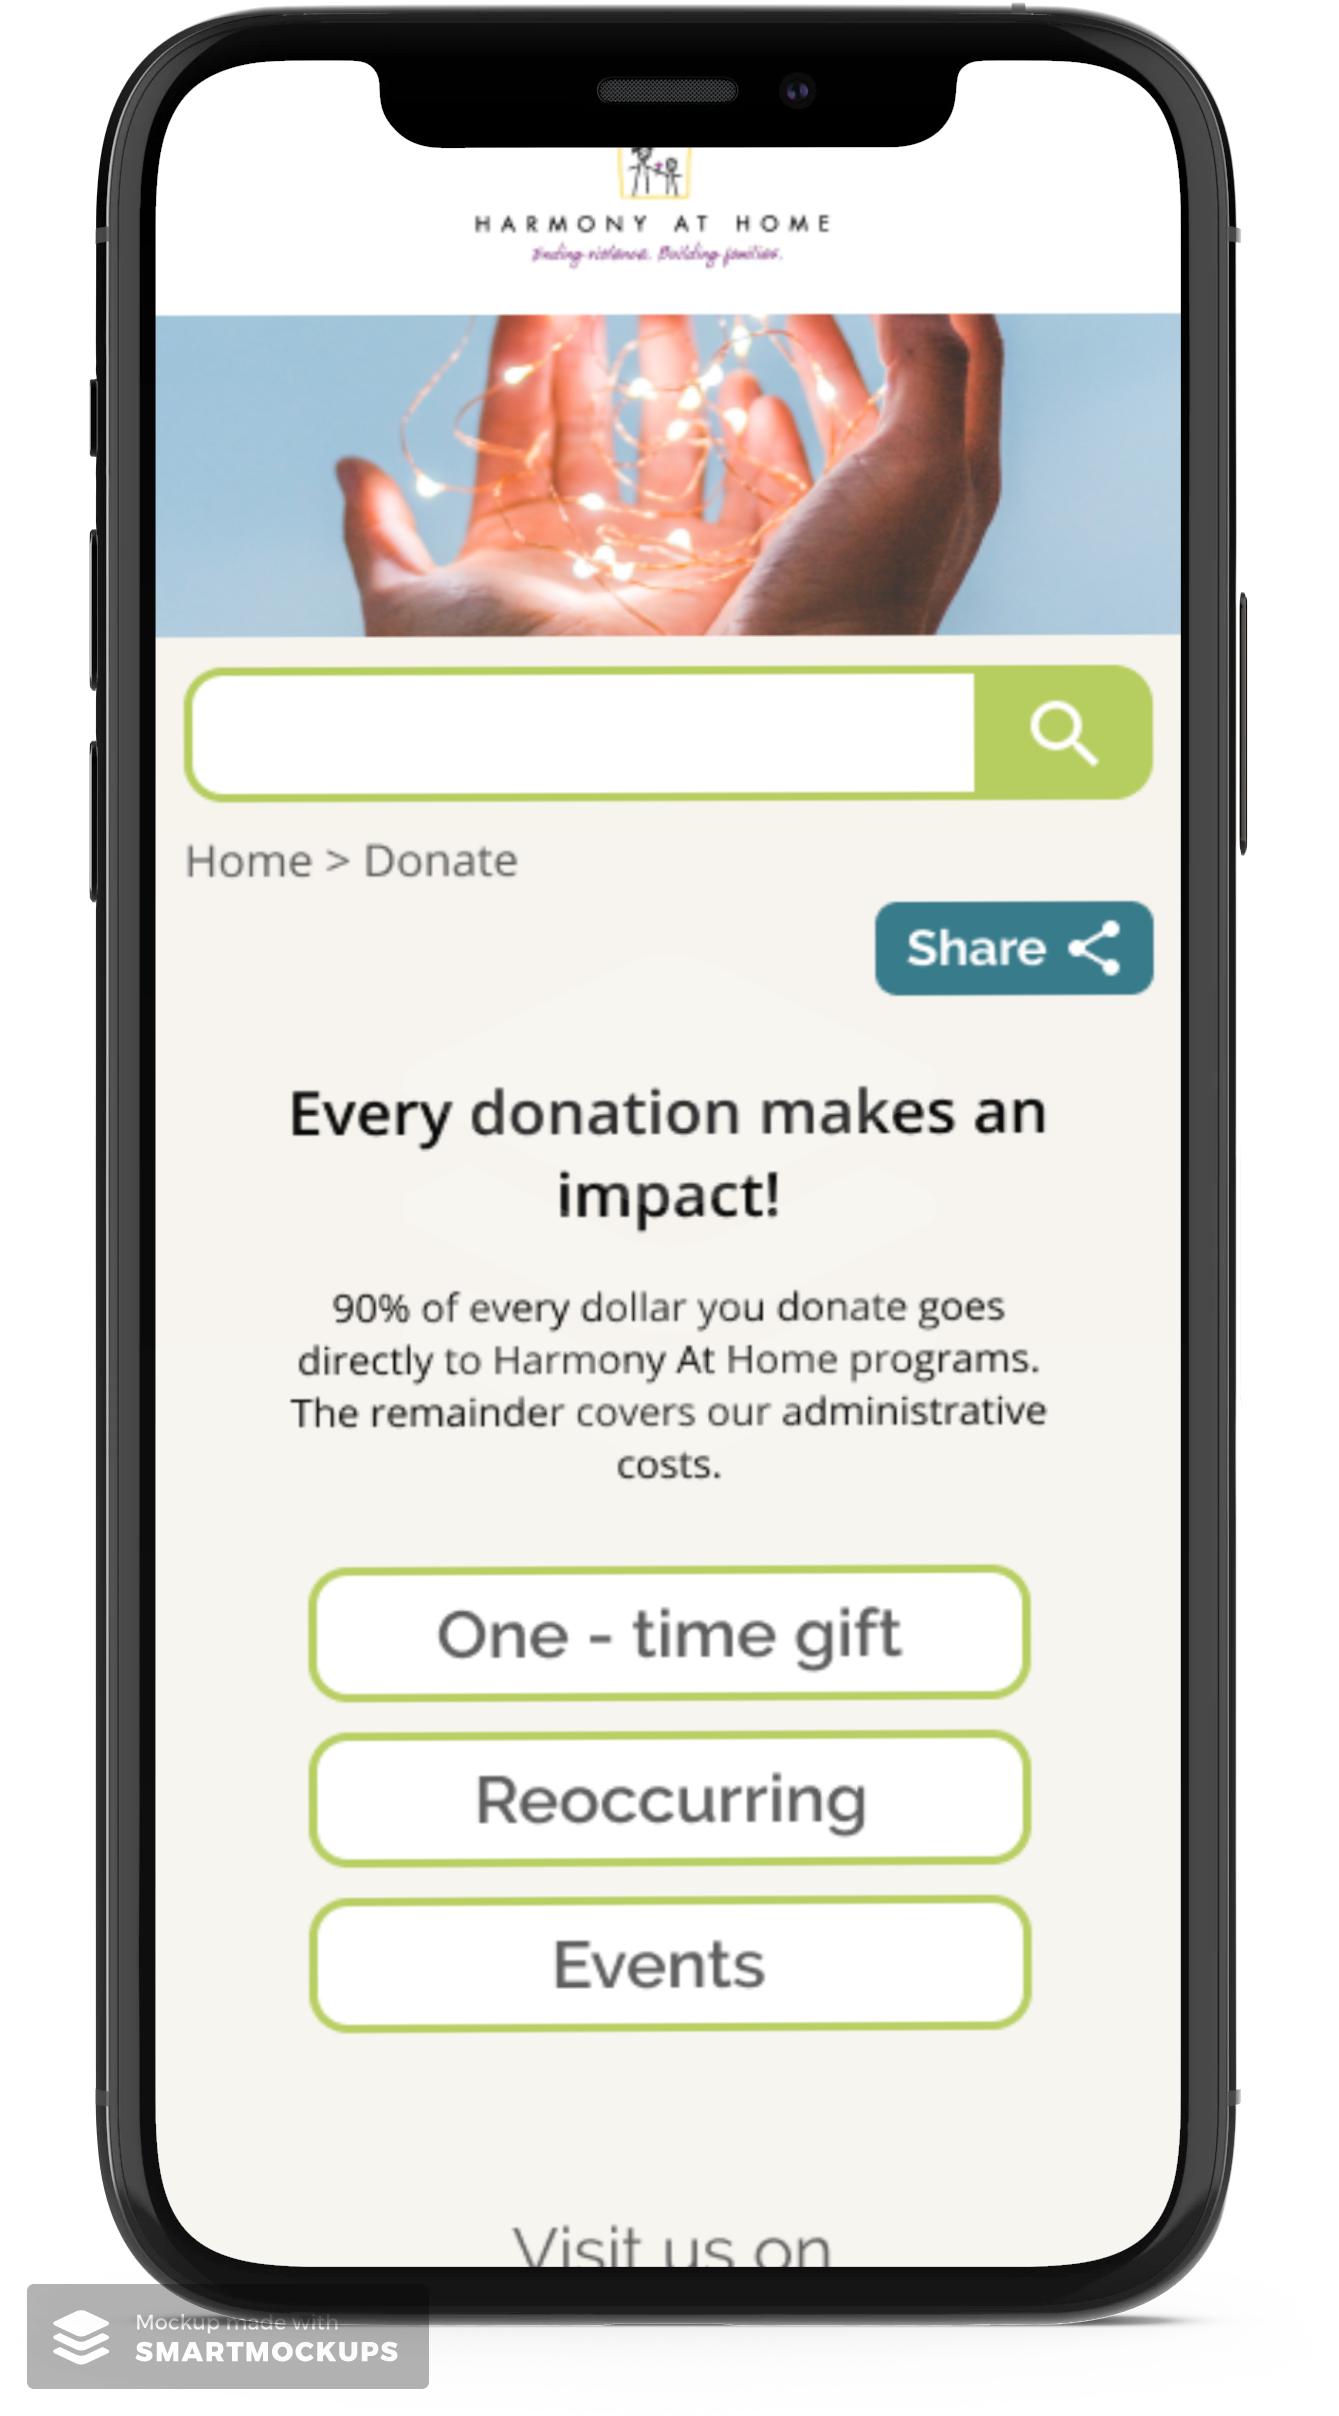 HARMONY AT HOME
Ending violence. Building families.
Home > Donate
Share
Every donation makes an
impact!
90% of every dollar you donate goes
directly to Harmony At Home programs.
The remainder covers our administrative
costs.
One - time gift
Reoccurring
Events
Visit us on
Mockup made with
SMARTMOCKUPS